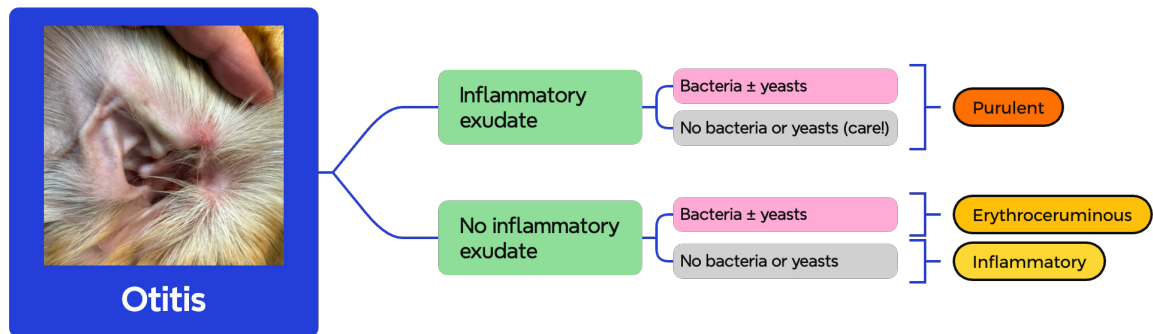 Otitis
Inflammatory
exudate
Bacteria ± yeasts
No bacteria or yeasts (care!)
Purulent
No inflammatory
exudate
Bacteria ± yeasts
Erythroceruminous
No bacteria or yeasts
Inflammatory